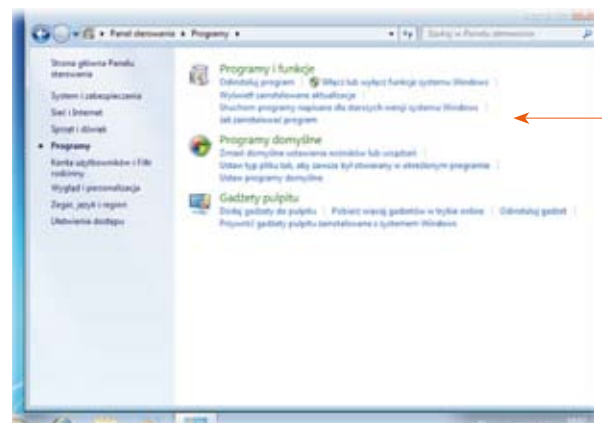 Panel sterowania ▸ Programy ▸
Szukaj w Panelu sterowania
Strona główna Panelu
sterowania
System i zabezpieczenia
Sieć i Internet
Sprzęt i dźwięk
Programy
Konta użytkowników i Filtr
rodzinny
Wygląd i personalizacja
Zegar, język i region
Ułatwienia dostępu
Programy i funkcje
Odinstaluj program | Włącz lub wyłącz funkcje systemu Windows
Wyświetl zainstalowane aktualizacje
Uruchom programy napisane dla starszych wersji systemu Windows
Jak zainstalować program
Programy domyślne
Zmień domyślne ustawienia nośników lub urządzeń
Ustaw typ pliku tak, aby zawsze był otwierany w określonym programie
Ustaw programy domyślne
Gadżety pulpitu
Dodaj gadżety do pulpitu | Pobierz więcej gadżetów w trybie online | Odinstaluj gadżet
Przywróć gadżety pulpitu zainstalowane z systemem Windows